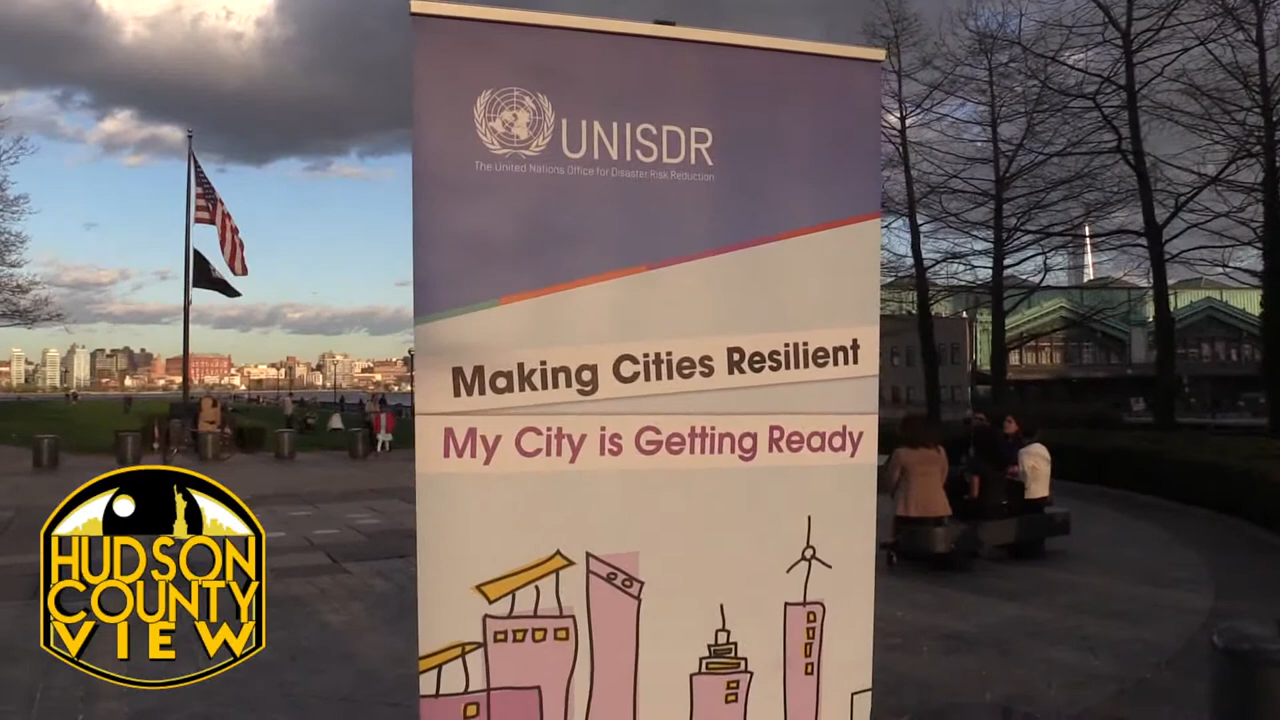 UNISDR
The United Nations Office for Disaster Risk Reduction
Making Cities Resilient
My City is Getting Ready
HUDSON
COUNTY
VIEW